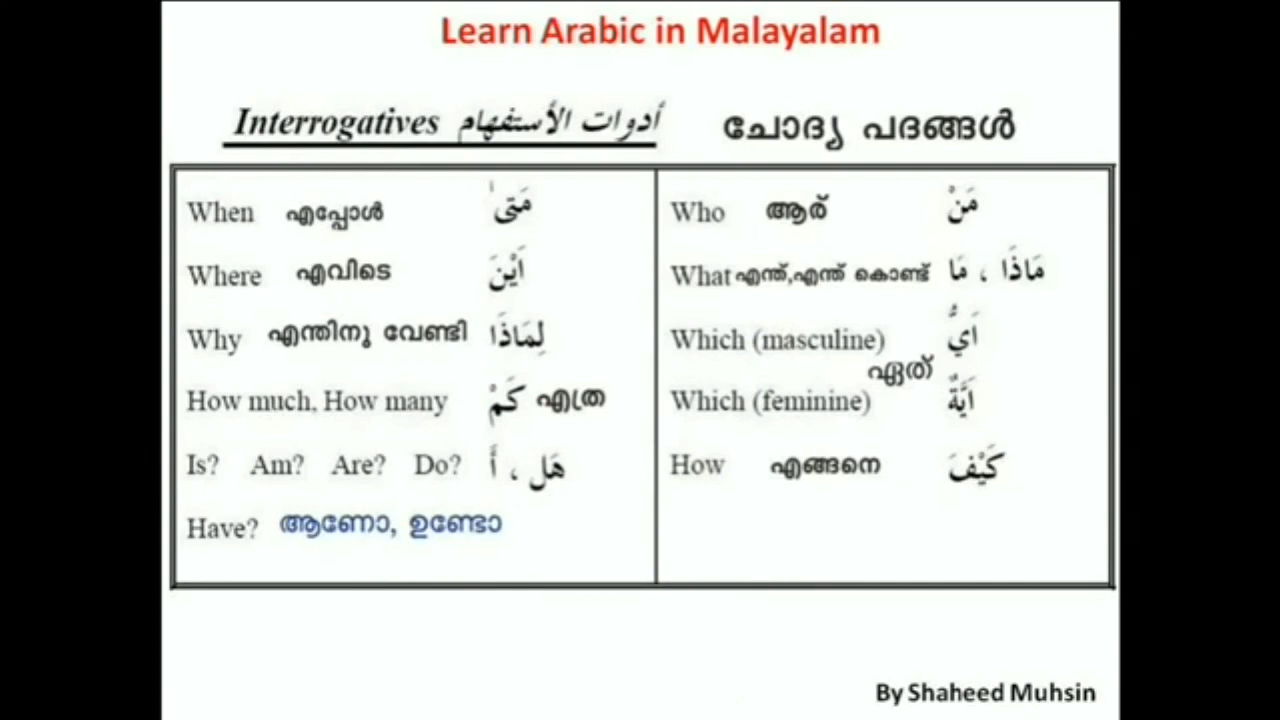 Learn Arabic in Malayalam
Interrogatives أدوات الأستفهام ചോദ്യ പദങ്ങൾ
When എപ്പോൾ مَتىٰ
Where എവിടെ اَيْنَ
Why എന്തിനു വേണ്ടി لِمَاذَا
How much, How many كَمْ എത്ര
Is? Am? Are? Do? هَل ، أَ
Have? ആണോ, ഉണ്ടോ
Who ആര് مَنْ
What എന്ത്,എന്ത് കൊണ്ട് مَاذَا ، مَا
Which (masculine) اَيُّ
ഏത്
Which (feminine) اَيَّةٌ
How എങ്ങനെ كَيْفَ
By Shaheed Muhsin